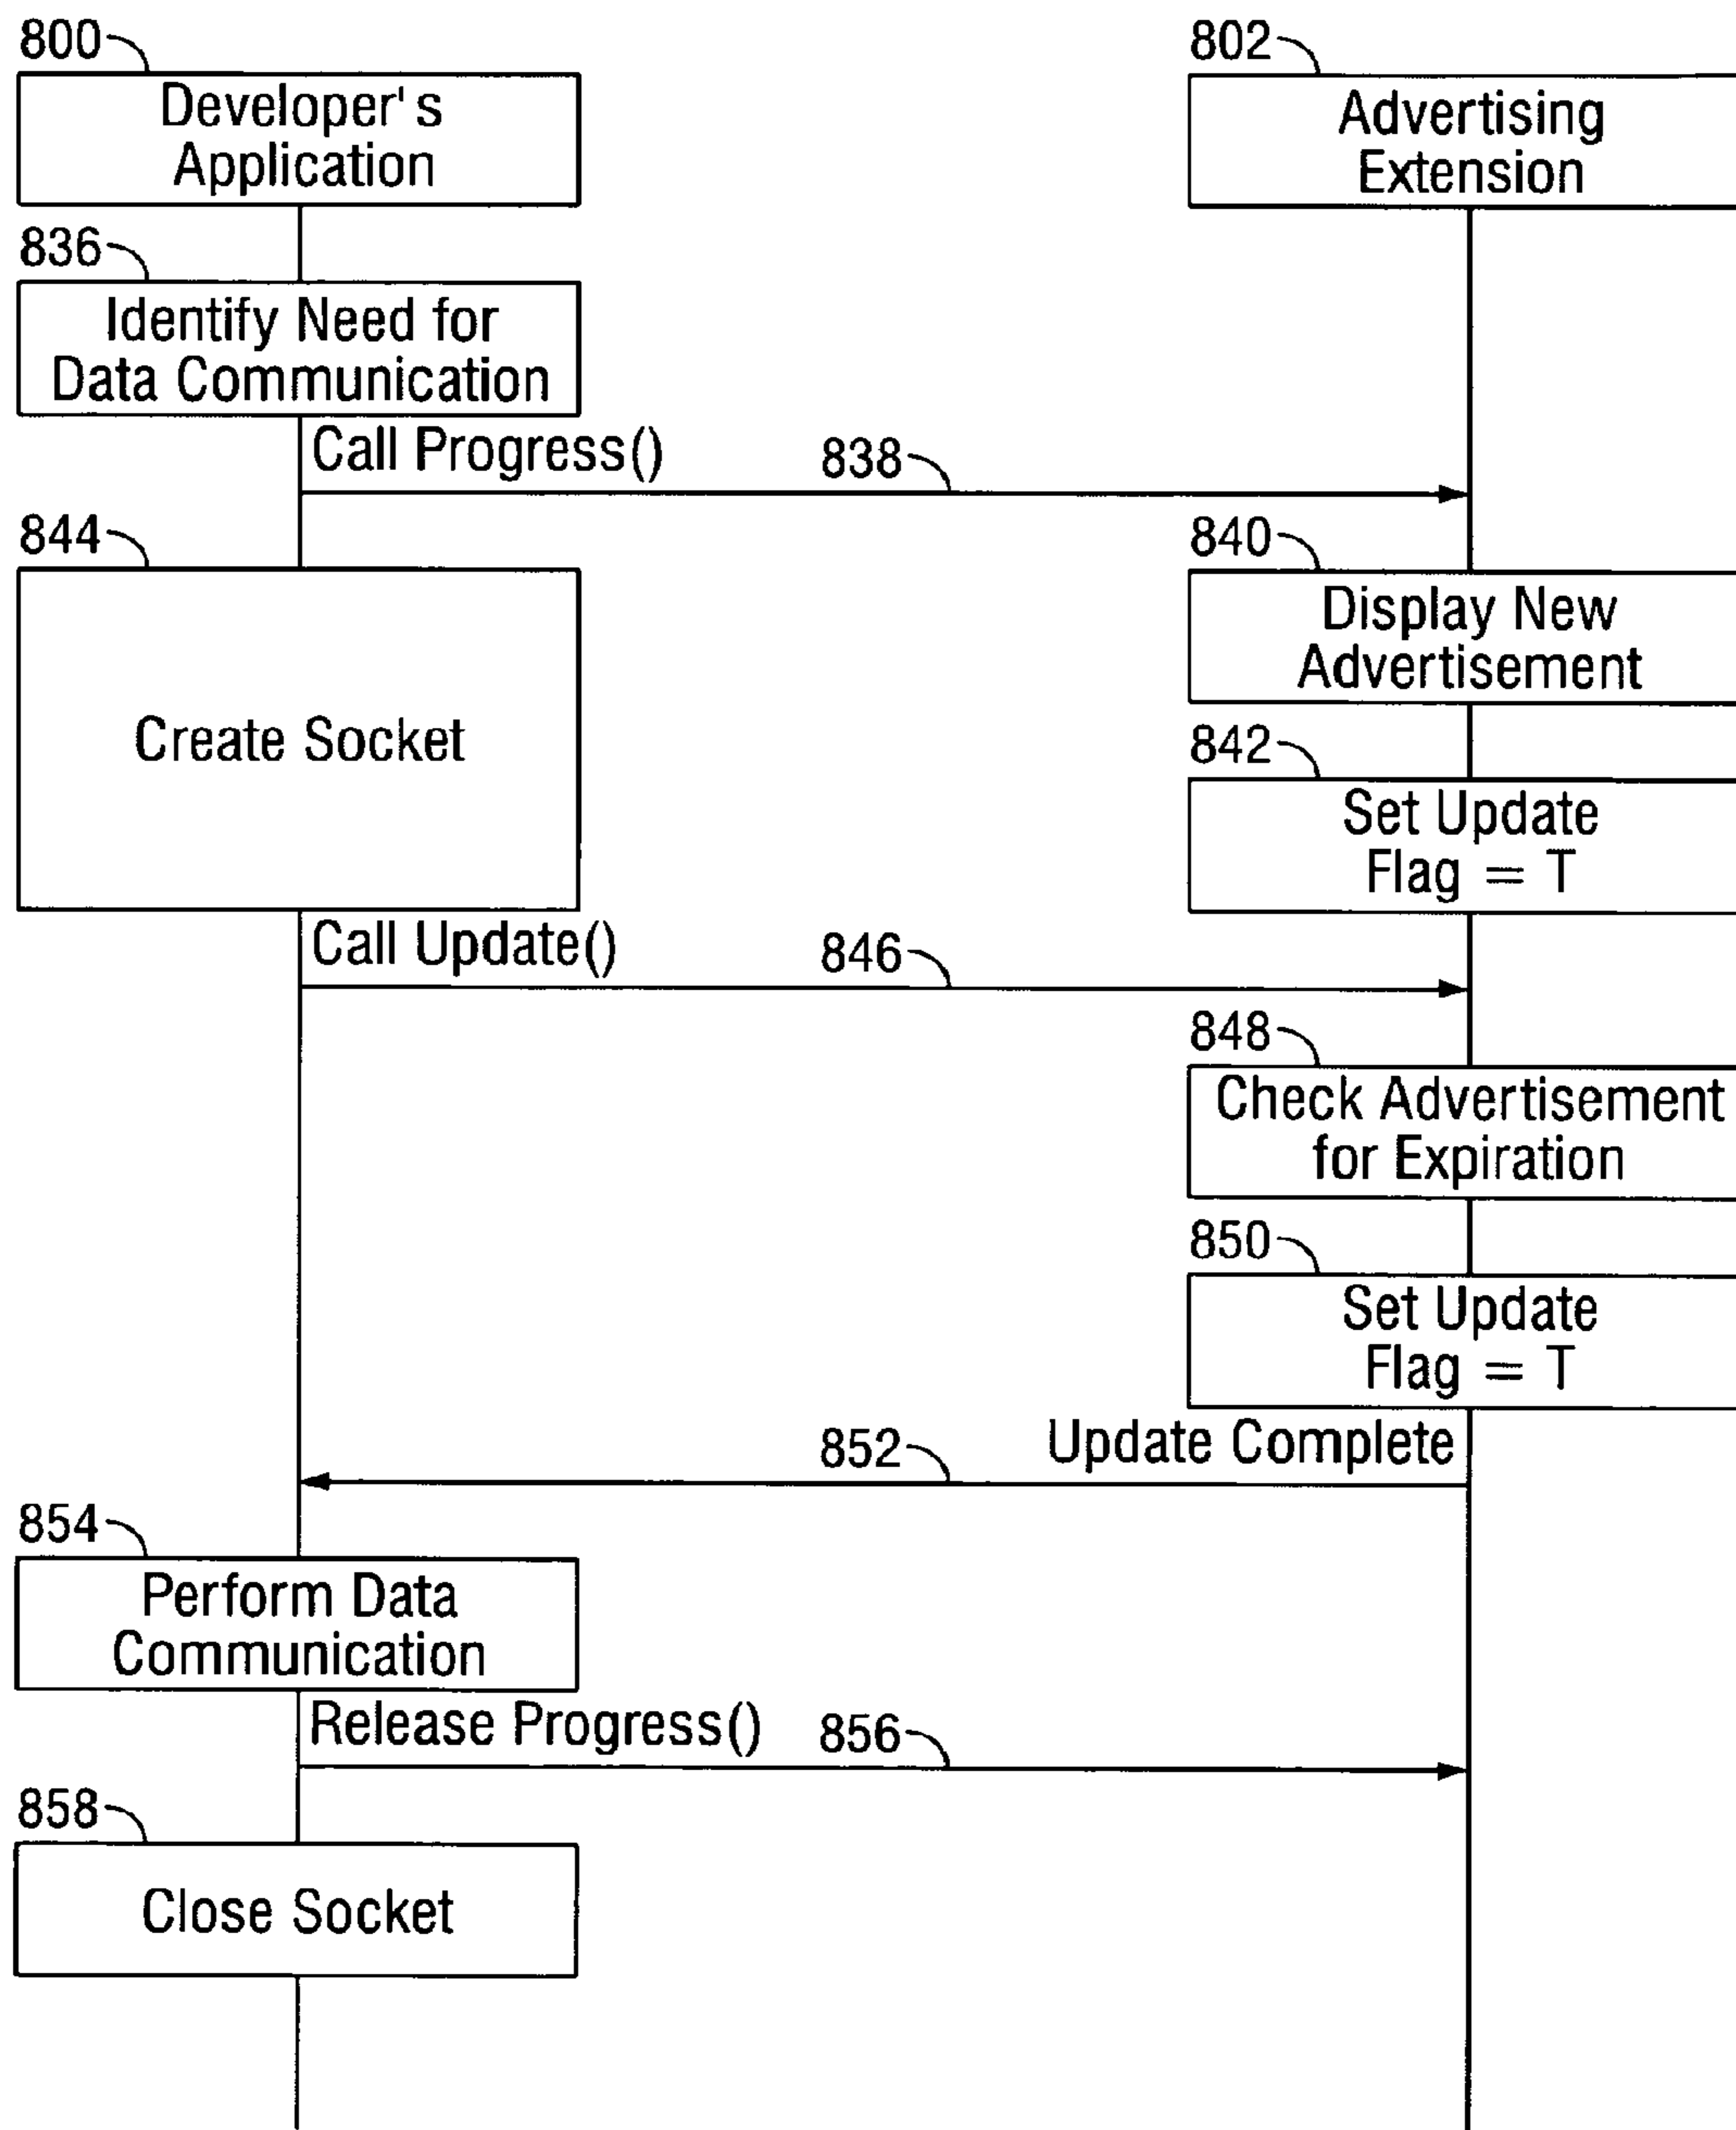 800
Developer's
Application
802
Advertising
Extension
836
Identify Need for
Data Communication
Call Progress()
838
844
Create Socket
840
Display New
Advertisement
842
Set Update
Flag = T
Call Update()
846
848
Check Advertisement
for Expiration
850
Set Update
Flag = T
852
Update Complete
854
Perform Data
Communication
Release Progress()
856
858
Close Socket